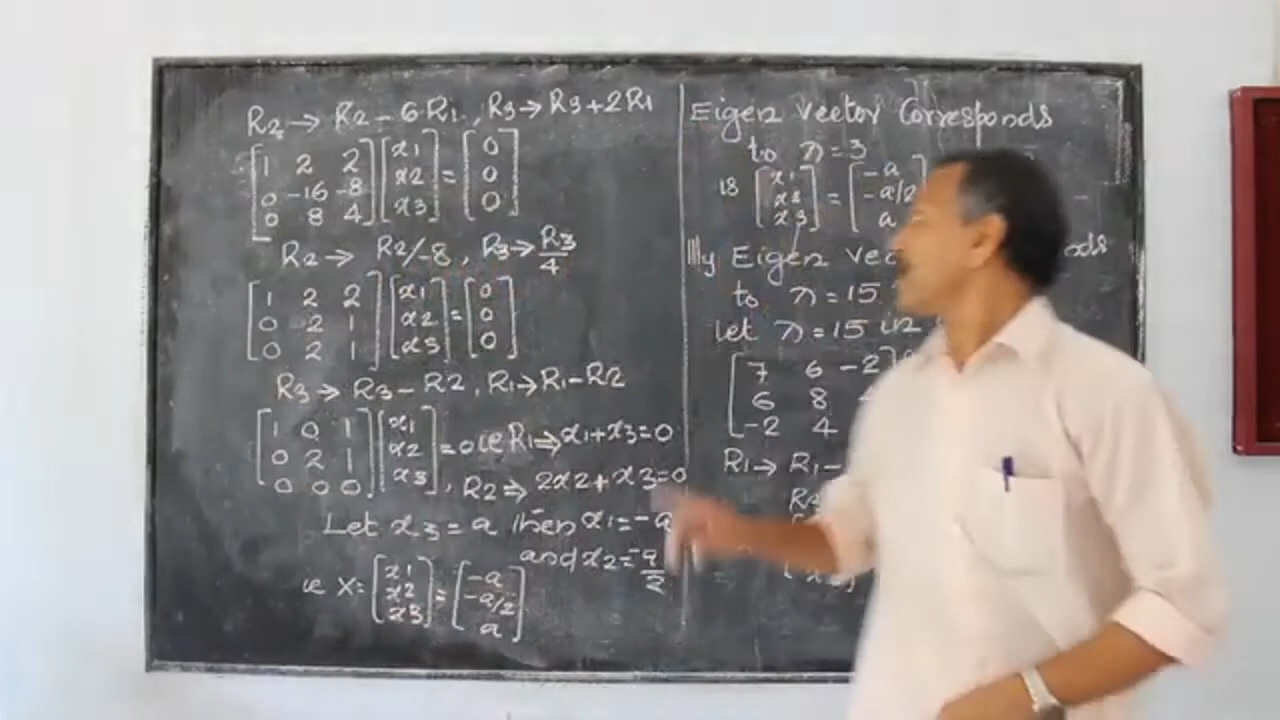 R2 → R2 - 6R1, R3 → R3 + 2R1
[1 2 2] [x1] = [0]
[0 -16 -8] [x2] [0]
[0 8 4] [x3] [0]
R2 → R2/-8, R3 → R3/4
[1 2 2] [x1] = [0]
[0 2 1] [x2] [0]
[0 2 1] [x3] [0]
R3 → R3 - R2, R1 → R1 - R2
[1 0 1] [x1]
[0 2 1] [x2] = 0 ie R1 ⇒ x1 + x3 = 0
[0 0 0] [x3], R2 ⇒ 2x2 + x3 = 0
Let x3 = a then x1 = -a
and x2 = -a/2
ie X = [x1] = [-a]
[x2] [-a/2]
[x3] [a]
Eigen vector Corresponds
to λ = 3
is [x1] = [-a]
[x2] [-a/2]
[x3] [a]
lllly Eigen vec ds
to λ = 15
let λ = 15 in
[7 6 -2]
[6 8
[-2 4
R1 → R1 -
x3]